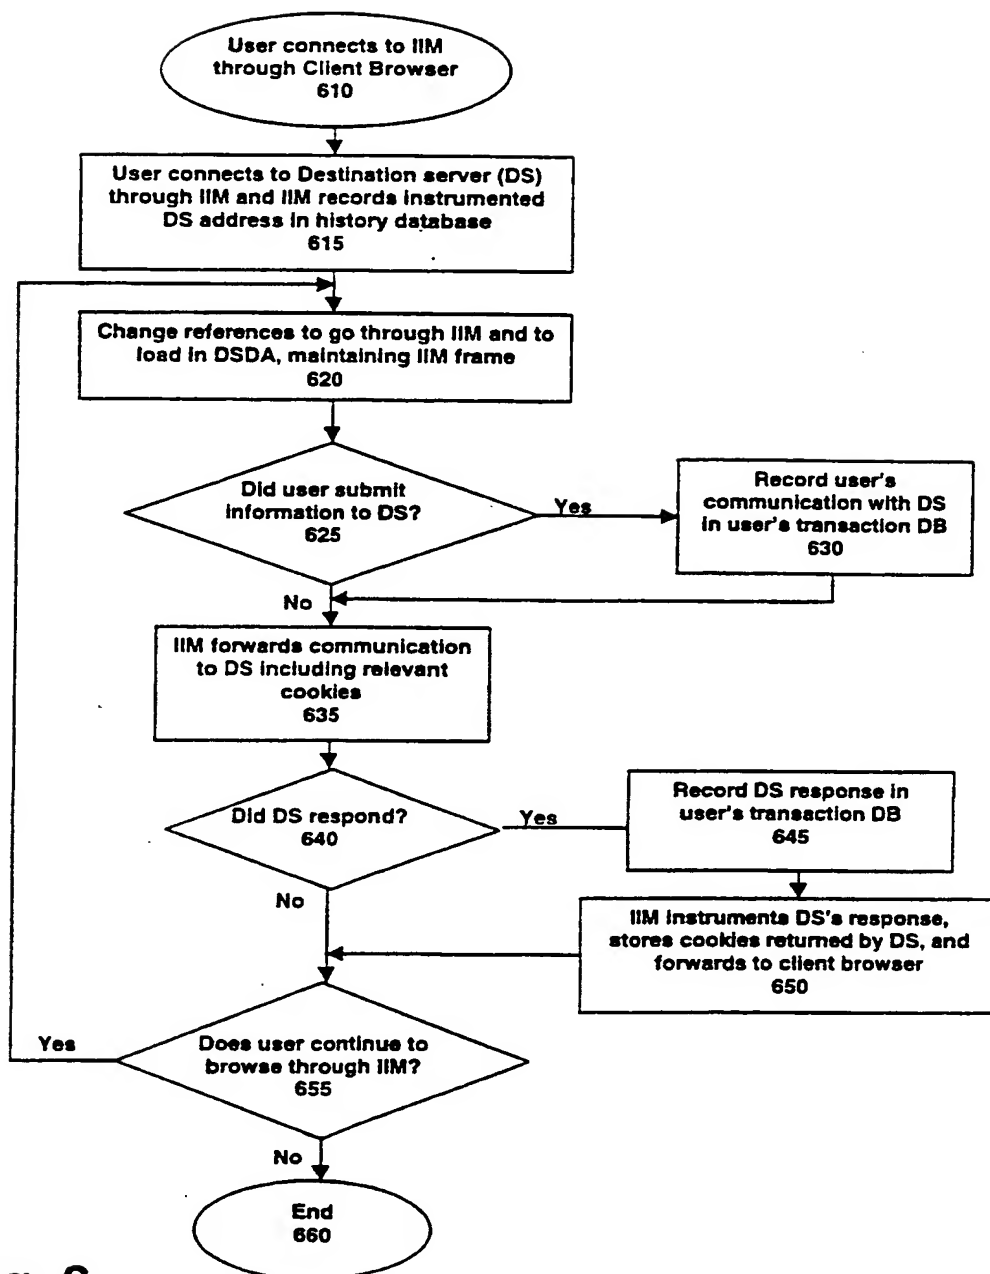 User connects to IIM
through Client Browser
610
User connects to Destination server (DS)
through IIM and IIM records instrumented
DS address in history database
615
Change references to go through IIM and to
load in DSDA, maintaining IIM frame
620
Did user submit
information to DS?
625
Yes
Record user's
communication with DS
in user's transaction DB
630
No
IIM forwards communication
to DS including relevant
cookies
635
Did DS respond?
640
Yes
Record DS response in
user's transaction DB
645
No
IIM instruments DS's response,
stores cookies returned by DS, and
forwards to client browser
650
Yes
Does user continue to
browse through IIM?
655
No
End
660